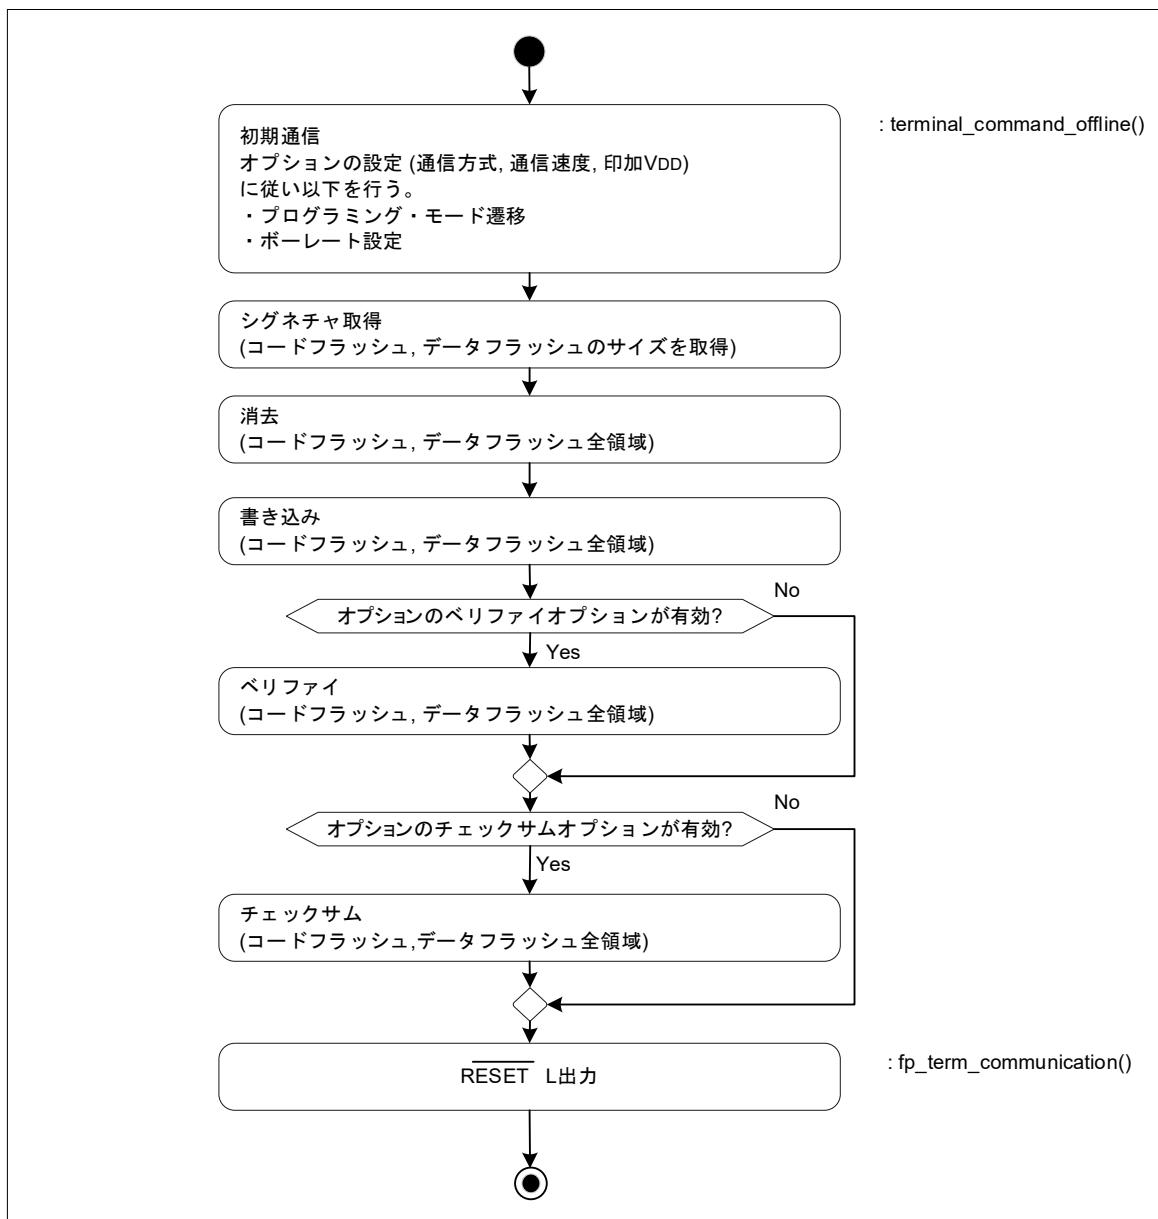 初期通信
: terminal_command_offline()
オプションの設定 (通信方式, 通信速度, 印加VDD)
に従い以下を行う。
・プログラミング・モード遷移
・ボーレート設定
シグネチャ取得
(コードフラッシュ, データフラッシュのサイズを取得)
消去
(コードフラッシュ, データフラッシュ全領域)
書き込み
(コードフラッシュ, データフラッシュ全領域)
No
オプションのベリファイオプションが有効?
Yes
ベリファイ
(コードフラッシュ, データフラッシュ全領域)
No
オプションのチェックサムオプションが有効?
Yes
チェックサム
(コードフラッシュ,データフラッシュ全領域)
: fp_term_communication()
RESET L出力